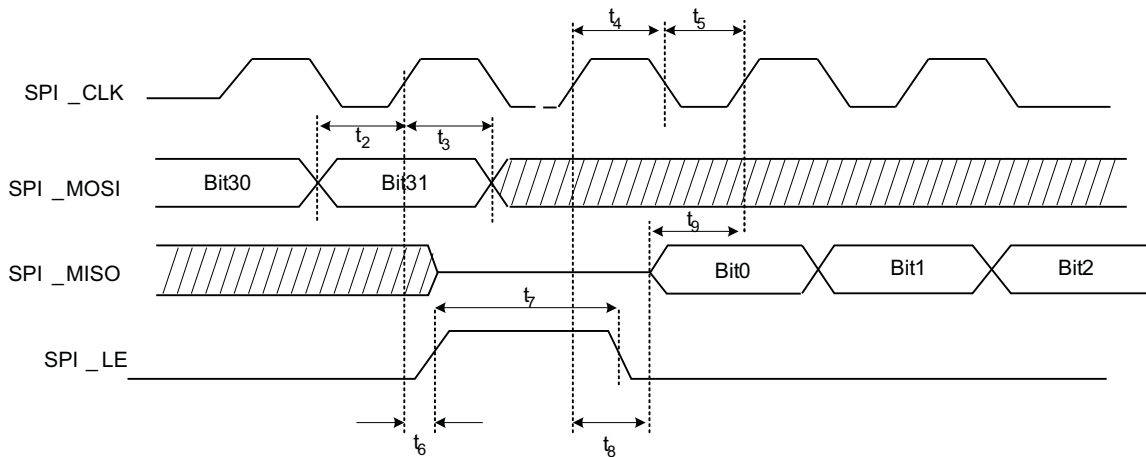 t4 t5
SPI _CLK
t2 t3
SPI _MOSI Bit30 Bit31
t9
SPI _MISO Bit0 Bit1 Bit2
t7
SPI _LE
t6 t8